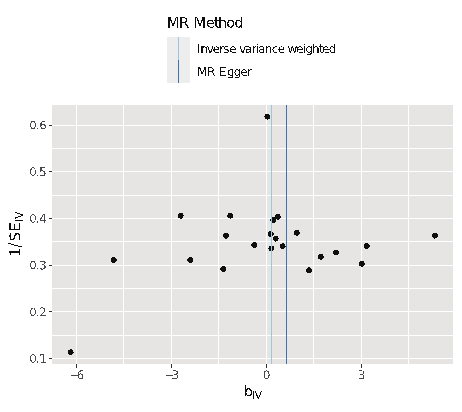 MR Method
Inverse variance weighted
MR Egger
0.6
0.5
0.4
0.3
0.2
0.1
1/SE_IV
−6
−3
0
3
b_IV